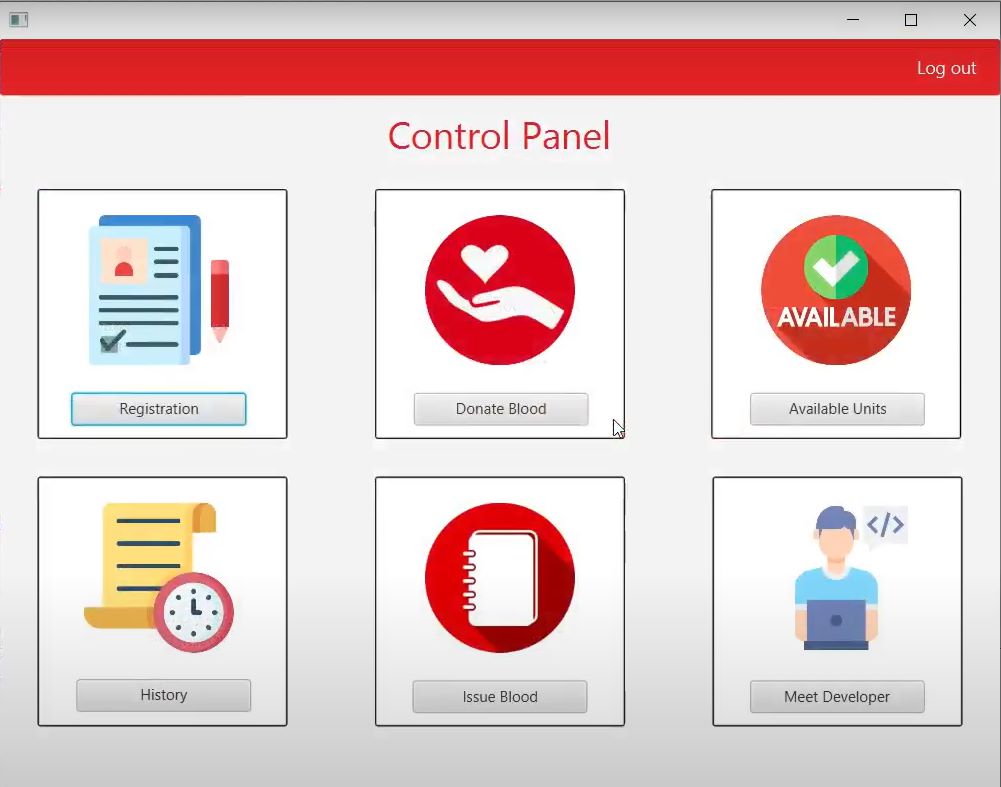 Log out
Control Panel
AVAILABLE
Registration
Donate Blood
Available Units
</>
History
Issue Blood
Meet Developer